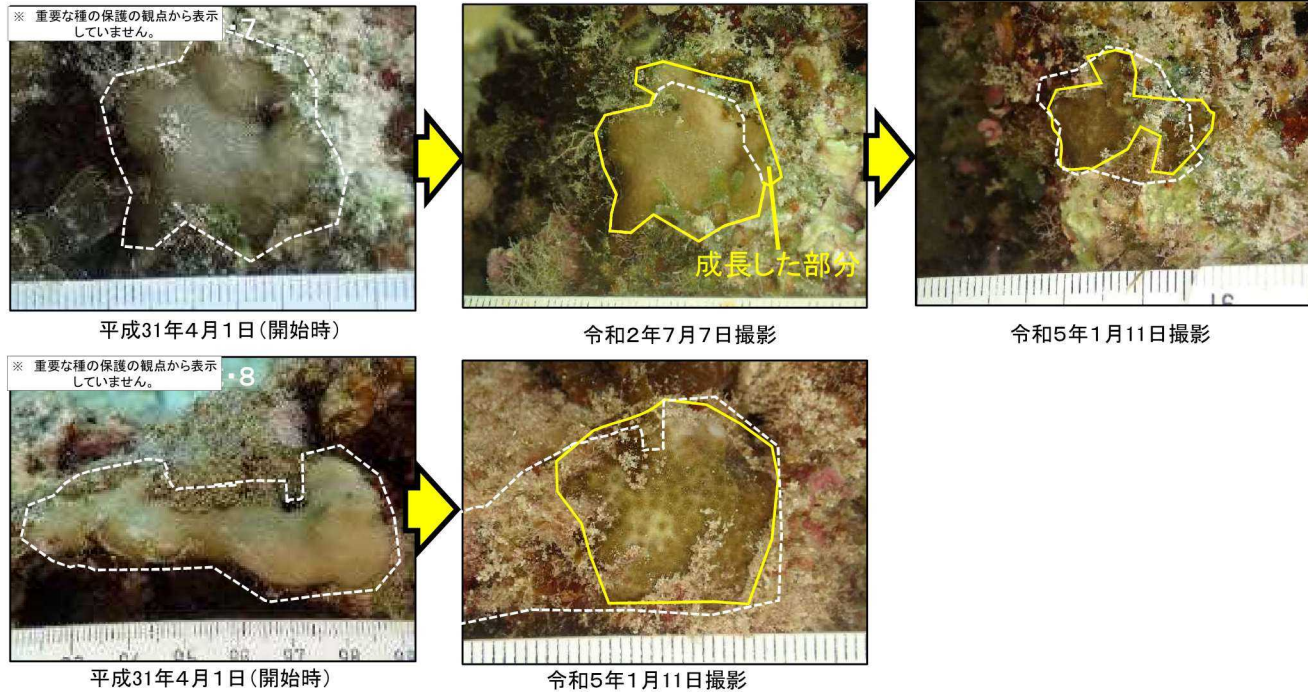 ※ 重要な種の保護の観点から表示
していません。
・7
成長した部分
16
平成31年4月1日(開始時)
令和2年7月7日撮影
令和5年1月11日撮影
※ 重要な種の保護の観点から表示
していません。
・8
95 96 97 98
平成31年4月1日(開始時)
令和5年1月11日撮影